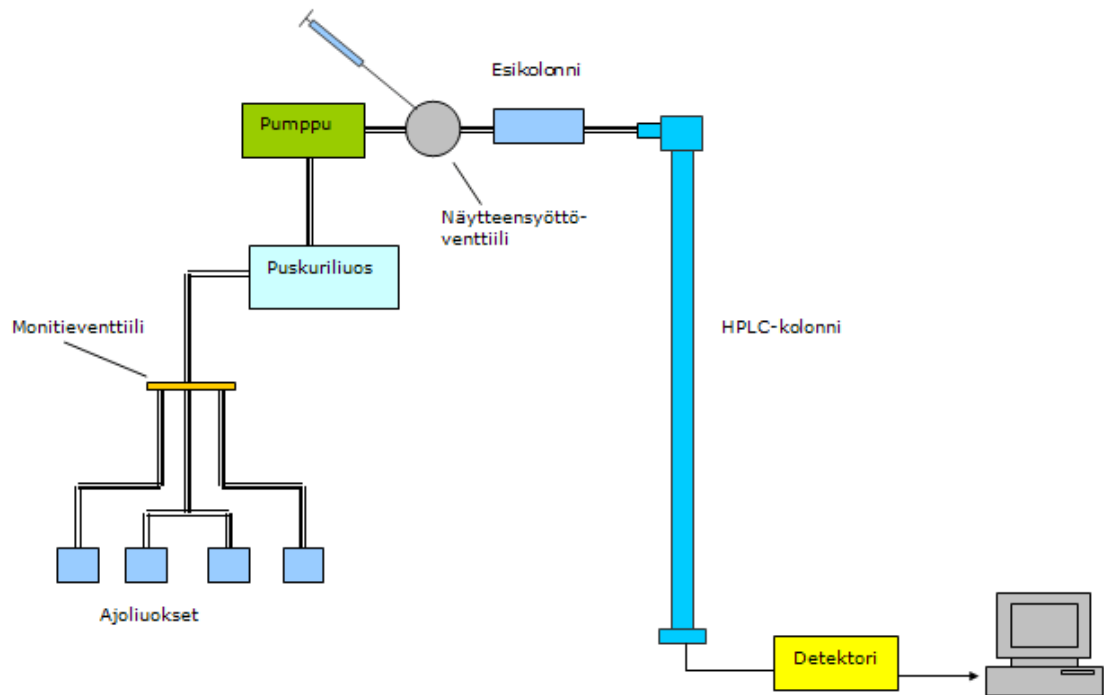 Esikolonni
Pumppu
Näytteensyöttö-
venttiili
Puskuriliuos
Monitieventtiili
HPLC-kolonni
Ajoliuokset
Detektori